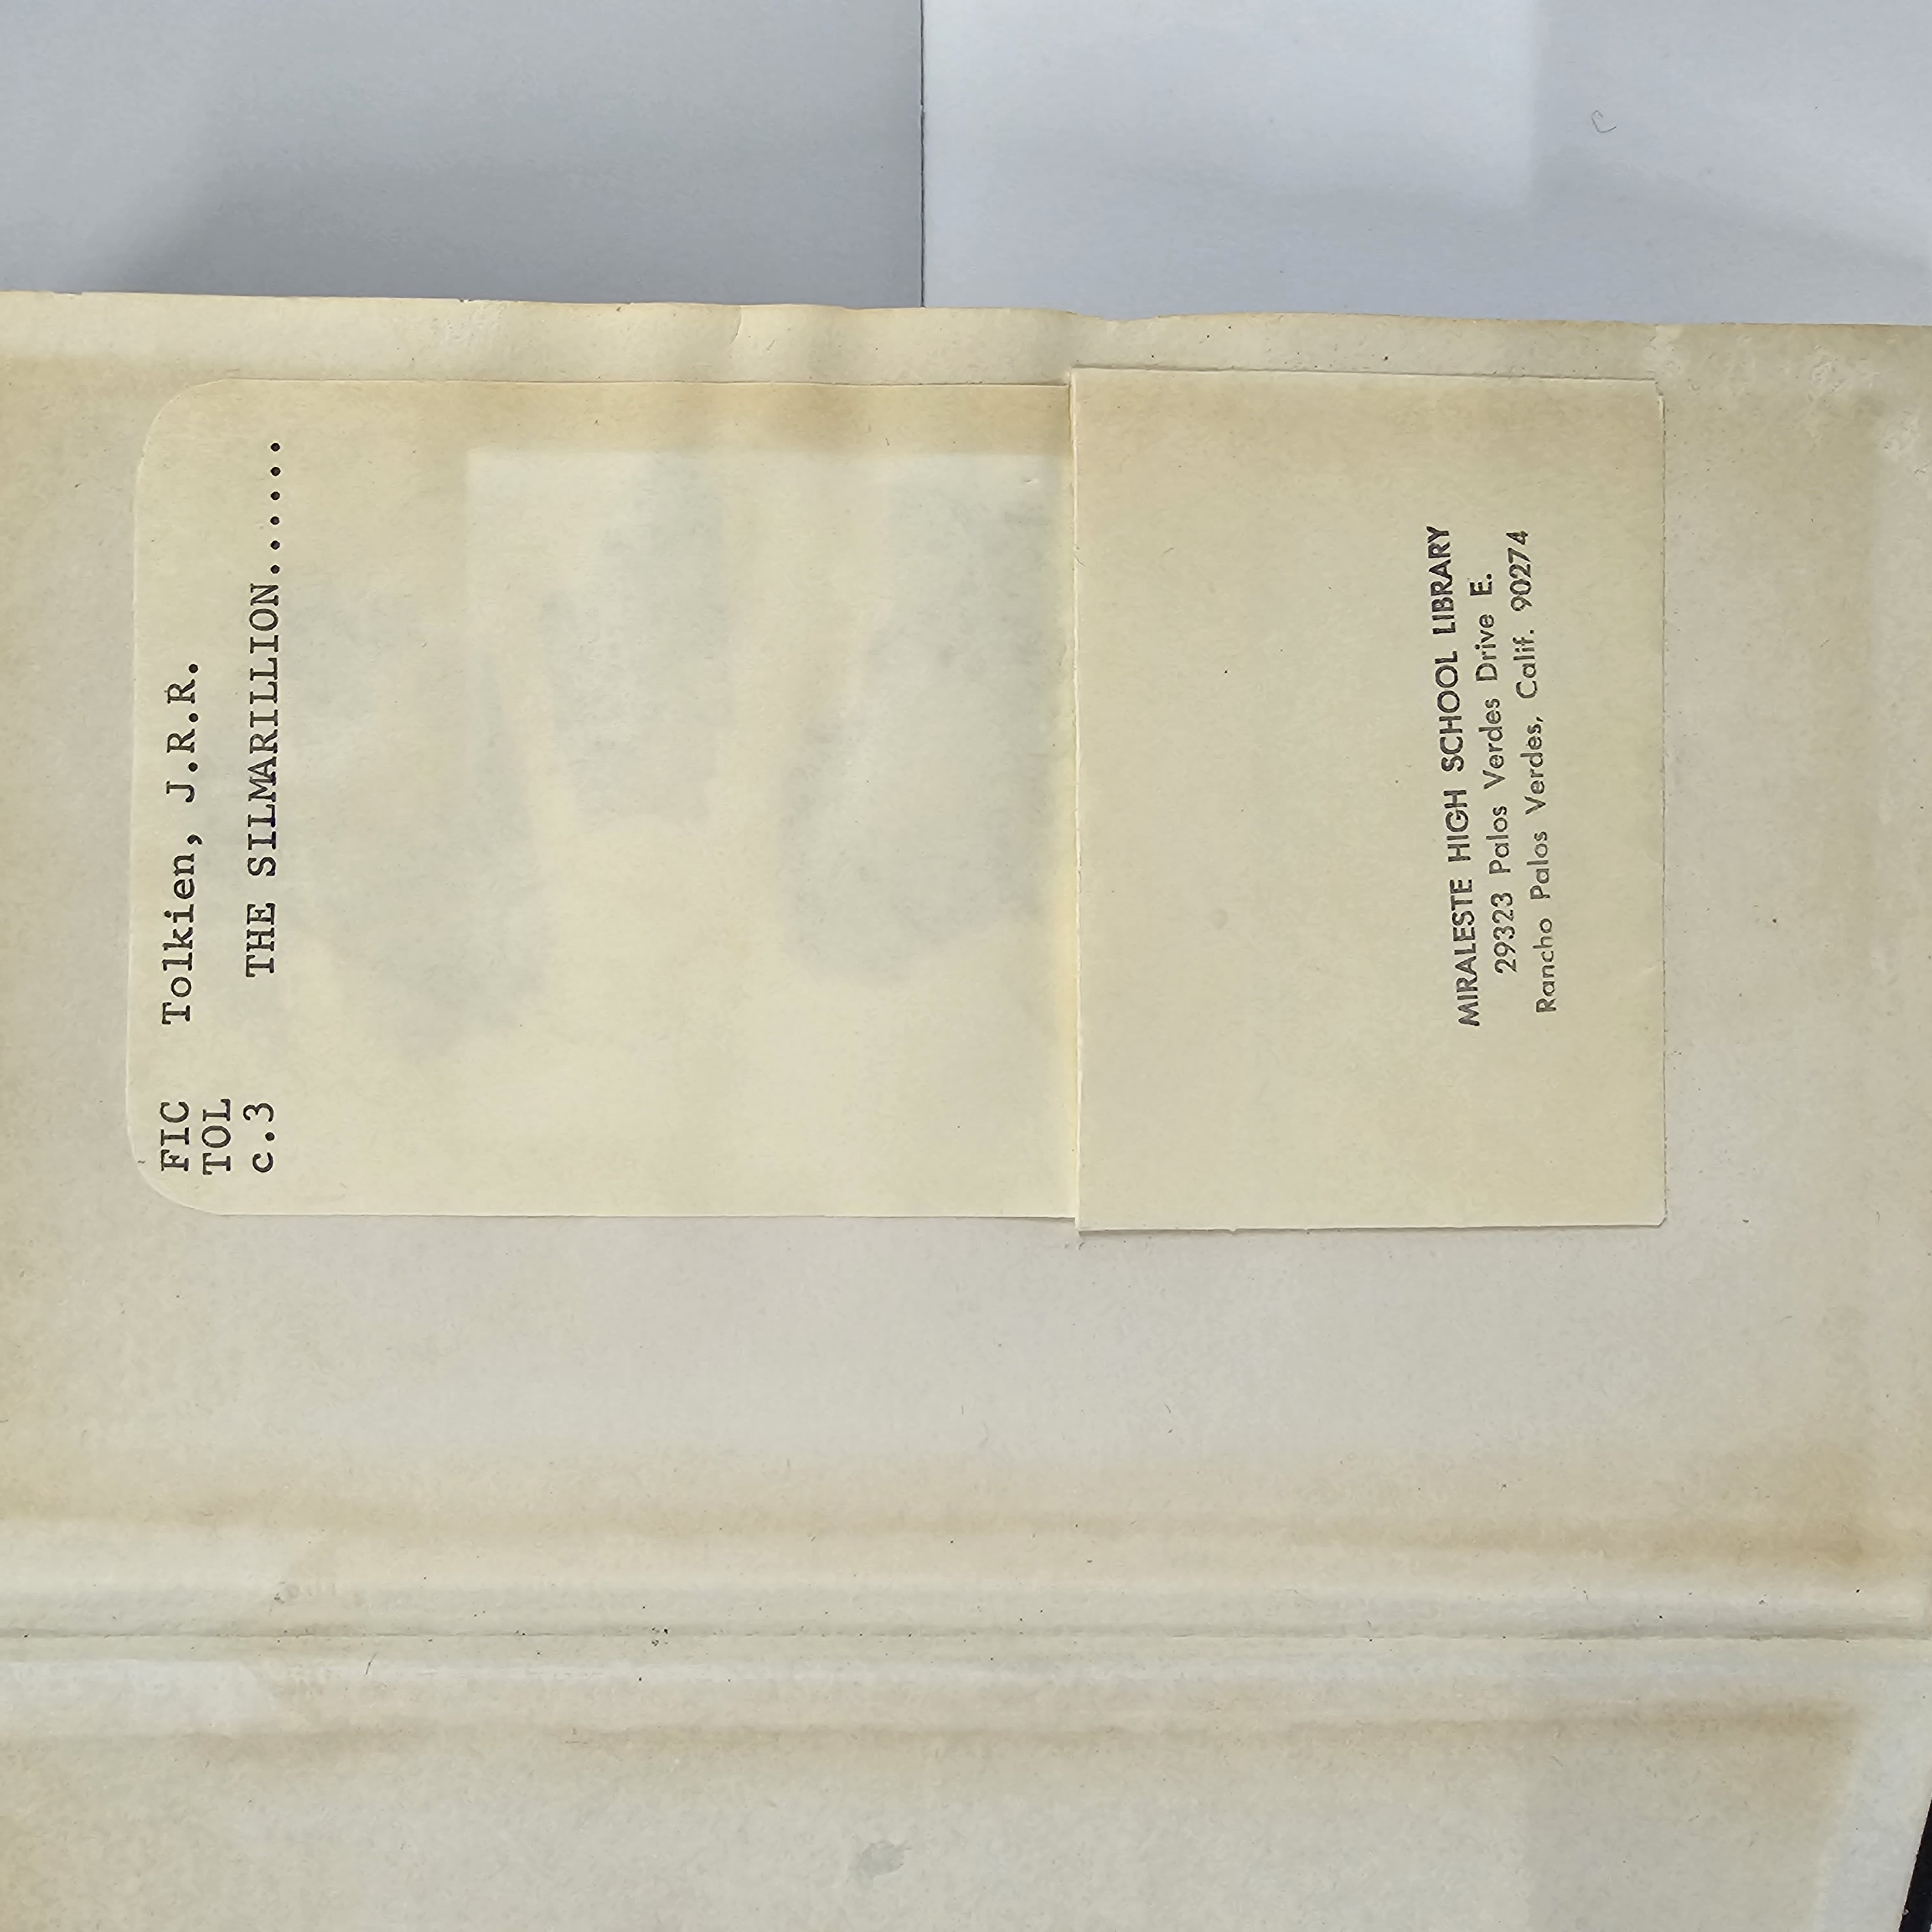 FIC Tolkien, J.R.R.
TOL
c.3 THE SILMARILLION......
MIRALESTE HIGH SCHOOL LIBRARY
29323 Palos Verdes Drive E.
Rancho Palos Verdes, Calif. 90274